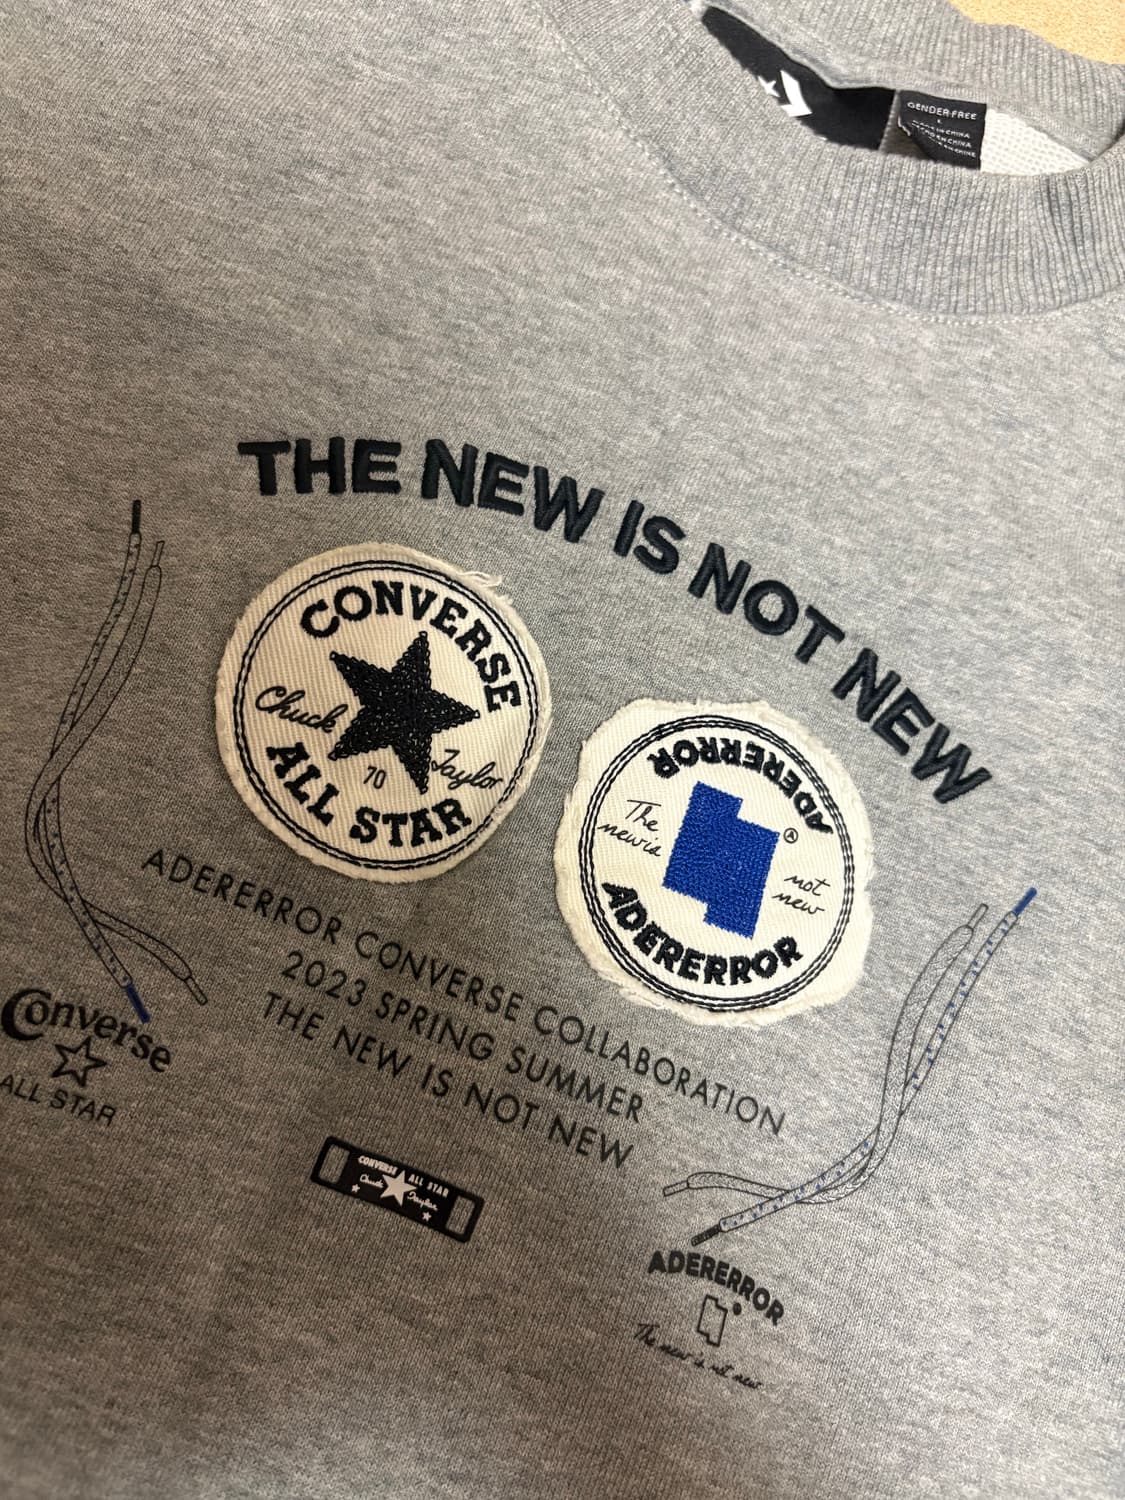 GENDER-FREE
L
MADE IN CHINA
THE NEW IS NOT NEW
CONVERSE
Chuck Taylor
70
ALL STAR
ADERERROR
The new is
®
not new
ADERERROR
ADERERROR CONVERSE COLLABORATION
2023 SPRING SUMMER
THE NEW IS NOT NEW
Converse
ALL STAR
CONVERSE ALL STAR
Chuck Taylor
ADERERROR
The new is not new